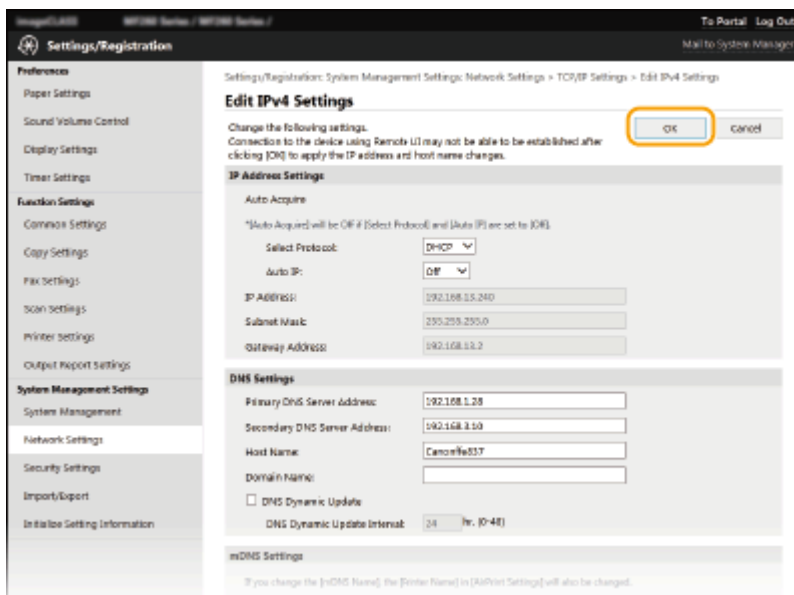 To Portal Log Out
Settings/Registration
Mail to System Manager
Preferences
Paper Settings
Sound Volume Control
Display Settings
Timer Settings
Function Settings
Common Settings
Copy Settings
Fax Settings
Scan Settings
Printer Settings
Output Report Settings
System Management Settings
System Management
Network Settings
Security Settings
Import/Export
Initialize Setting Information
Settings/Registration: System Management Settings: Network Settings > TCP/IP Settings > Edit IPv4 Settings
Edit IPv4 Settings
Change the following settings.
Connection to the device using Remote UI may not be able to be established after
clicking [OK] to apply the IP address and host name changes.
OK
Cancel
IP Address Settings
Auto Acquire
*[Auto Acquire] will be OFF if [Select Protocol] and [Auto IP] are set to [Off].
Select Protocol: DHCP
Auto IP: Off
IP Address: 192.168.13.240
Subnet Mask: 255.255.255.0
Gateway Address: 192.168.13.2
DNS Settings
Primary DNS Server Address: 192.168.1.28
Secondary DNS Server Address: 192.168.3.10
Host Name: Canonffe837
Domain Name:
DNS Dynamic Update
DNS Dynamic Update Interval: 24 hr. (0-48)
mDNS Settings
If you change the [mDNS Name], the [Printer Name] in [AirPrint Settings] will also be changed.